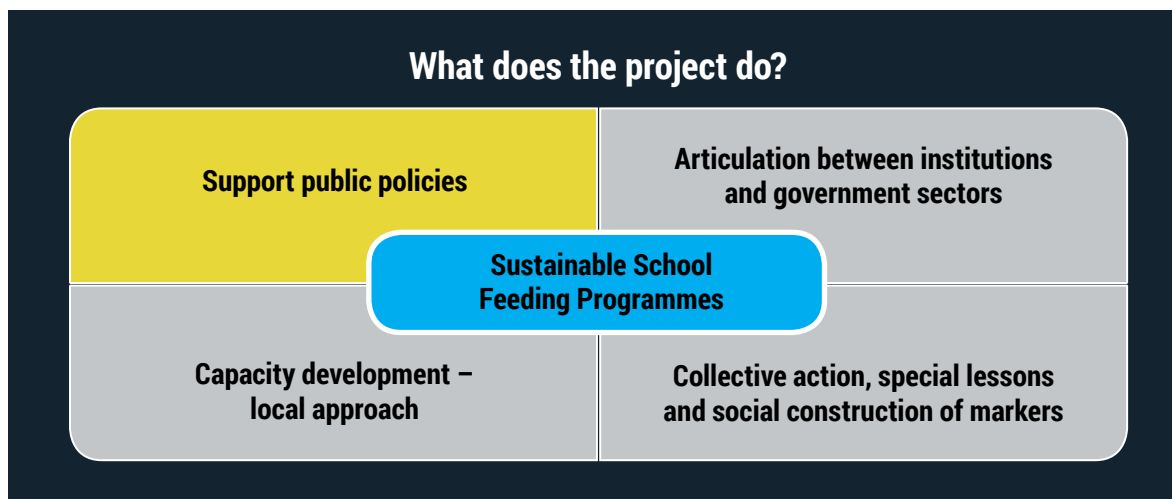 What does the project do?
Support public policies
Articulation between institutions
and government sectors
Sustainable School
Feeding Programmes
Capacity development –
local approach
Collective action, special lessons
and social construction of markers